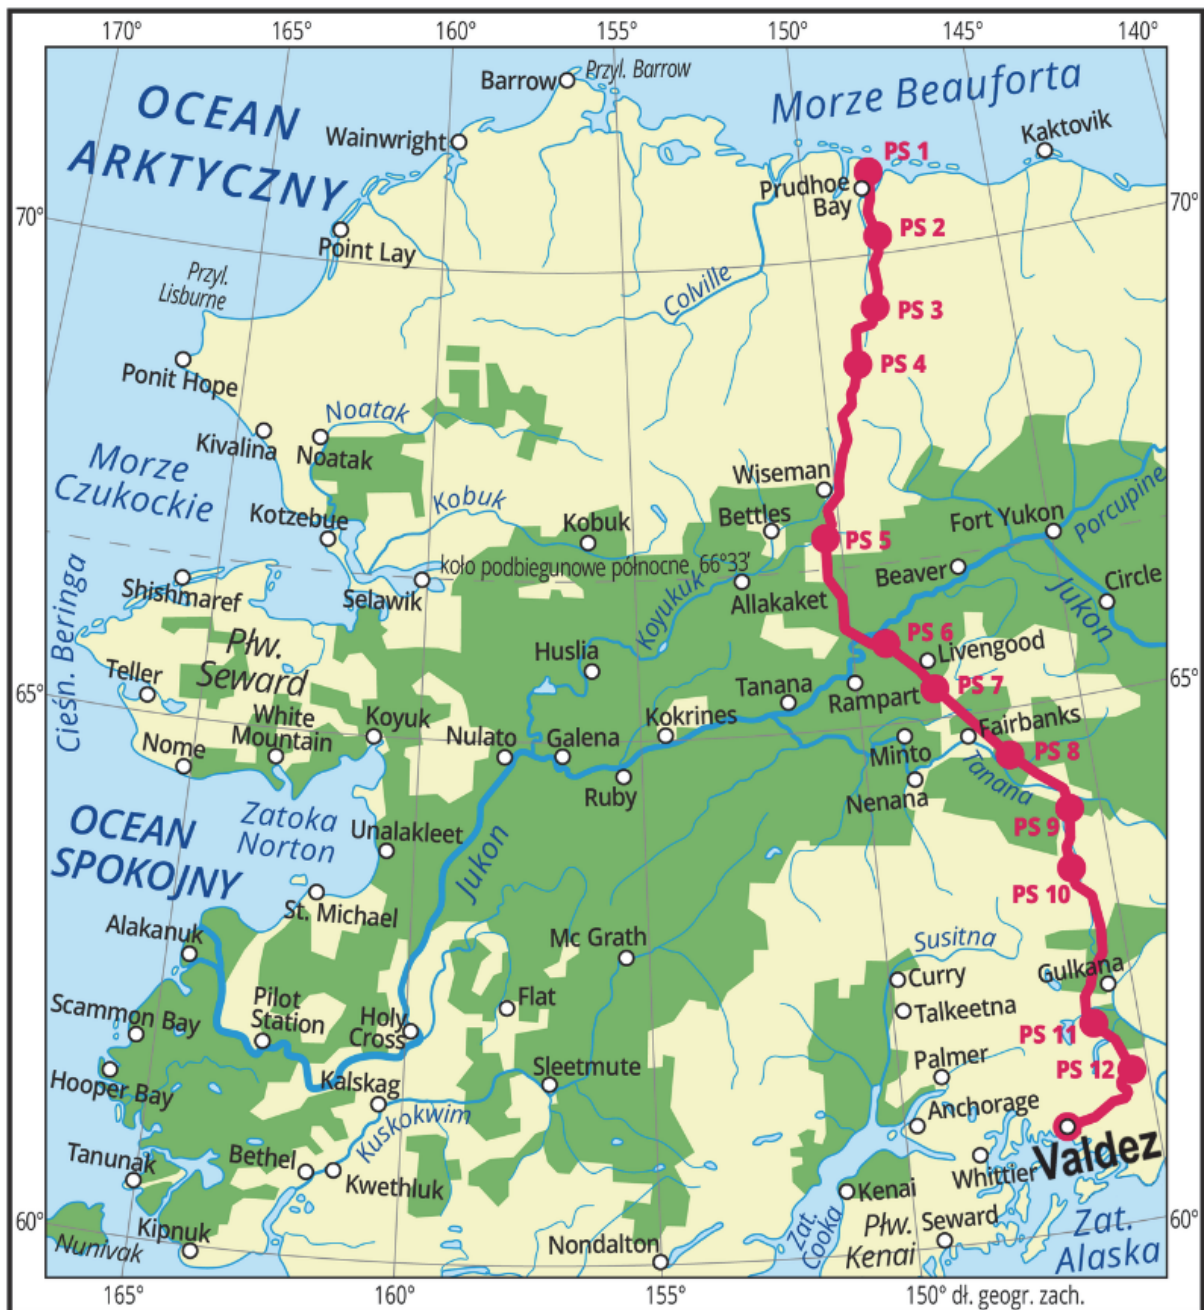 170°
165°
160°
155°
150°
145°
140°
Barrow
Przyl. Barrow
Morze Beauforta
OCEAN
ARKTYCZNY
Wainwright
Kaktovik
PS 1
Prudhoe
Bay
70°
70°
Point Lay
PS 2
Przyl.
Lisburne
Colville
PS 3
Ponit Hope
PS 4
Noatak
Kivalina
Noatak
Morze
Czukockie
Wiseman
Kobuk
Porcupine
Kotzebue
Kobuk
Bettles
Fort Yukon
PS 5
koło podbiegunowe północne 66°33'
Beaver
Circle
Shishmaref
Selawik
Koyukuk
Allakaket
Jukon
Cieśn. Beringa
Płw.
Seward
PS 6
Livengood
Huslia
Teller
65°
65°
Tanana
Rampart
PS 7
White
Mountain
Koyuk
Kokrines
Fairbanks
Nome
Nulato
Galena
Minto
PS 8
Ruby
Nenana
Tanana
OCEAN
SPOKOJNY
Zatoka
Norton
Unalakleet
PS 9
Jukon
PS 10
St. Michael
Alakanuk
Mc Grath
Susitna
Curry
Gulkana
Pilot
Station
Flat
Talkeetna
Scammon Bay
Holy
Cross
PS 11
Palmer
PS 12
Hooper Bay
Kalskag
Sleetmute
Anchorage
Kuskokwim
Valdez
Tanunak
Bethel
Kwethluk
Whittier
Kenai
60°
60°
Kipnuk
Zat.
Cooka
Płw.
Kenai
Seward
Zat.
Alaska
Nunivak
Nondalton
165°
160°
155°
150° dł. geogr. zach.